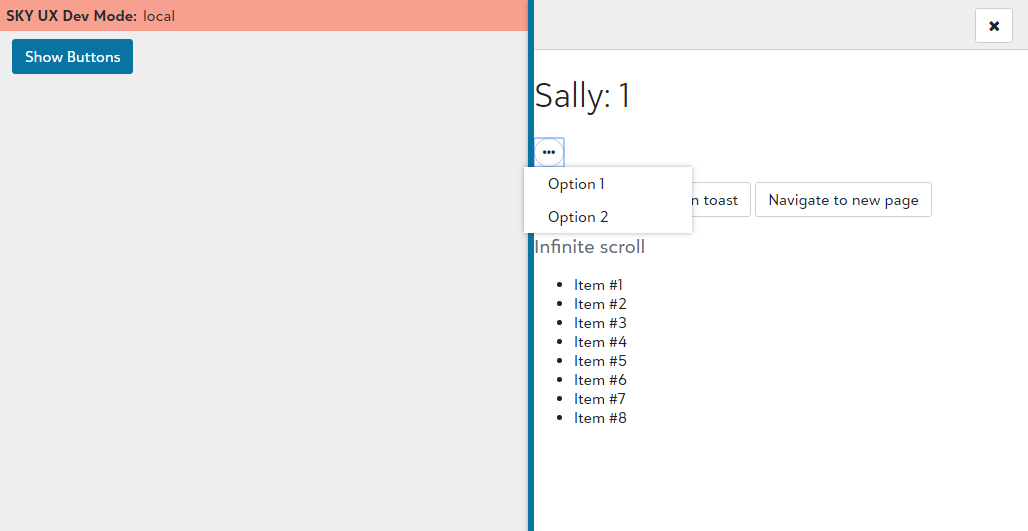 SKY UX Dev Mode: local
Show Buttons
Sally: 1
Option 1
toast
Navigate to new page
Option 2
Infinite scroll
Item #1
Item #2
Item #3
Item #4
Item #5
Item #6
Item #7
Item #8